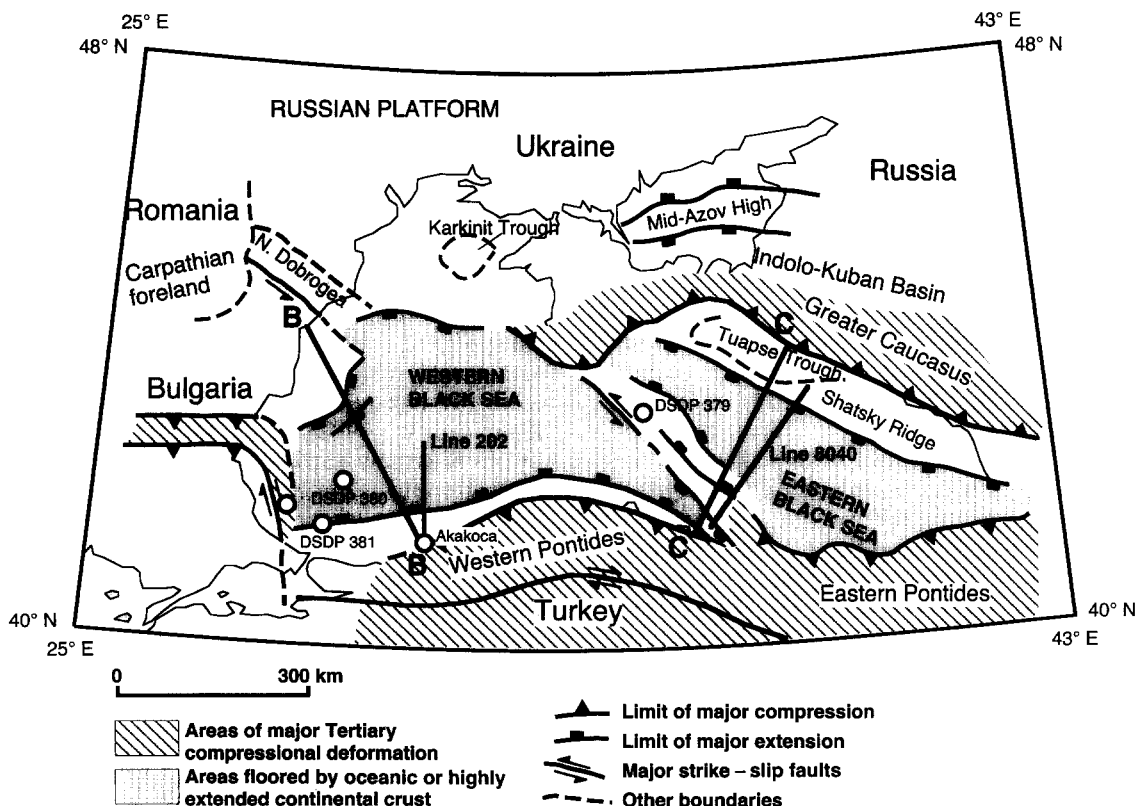 25° E
43° E
48° N
48° N
RUSSIAN PLATFORM
Ukraine
Russia
Romania
Karkinit Trough
Mid-Azov High
N. Dobrogea
Indolo-Kuban Basin
Carpathian
foreland
Greater Caucasus
B
C
Tuapse Trough.
Bulgaria
WESTERN
BLACK SEA
DSDP 379
Shatsky Ridge
Line 292
Line 8040
DSDP 380
EASTERN
BLACK SEA
DSDP 381
Akakoca
B
Western Pontides
C
Eastern Pontides
Turkey
40° N
40° N
25° E
43° E
0
300 km
Areas of major Tertiary
compressional deformation
Areas floored by oceanic or highly
extended continental crust
Limit of major compression
Limit of major extension
Major strike – slip faults
Other boundaries